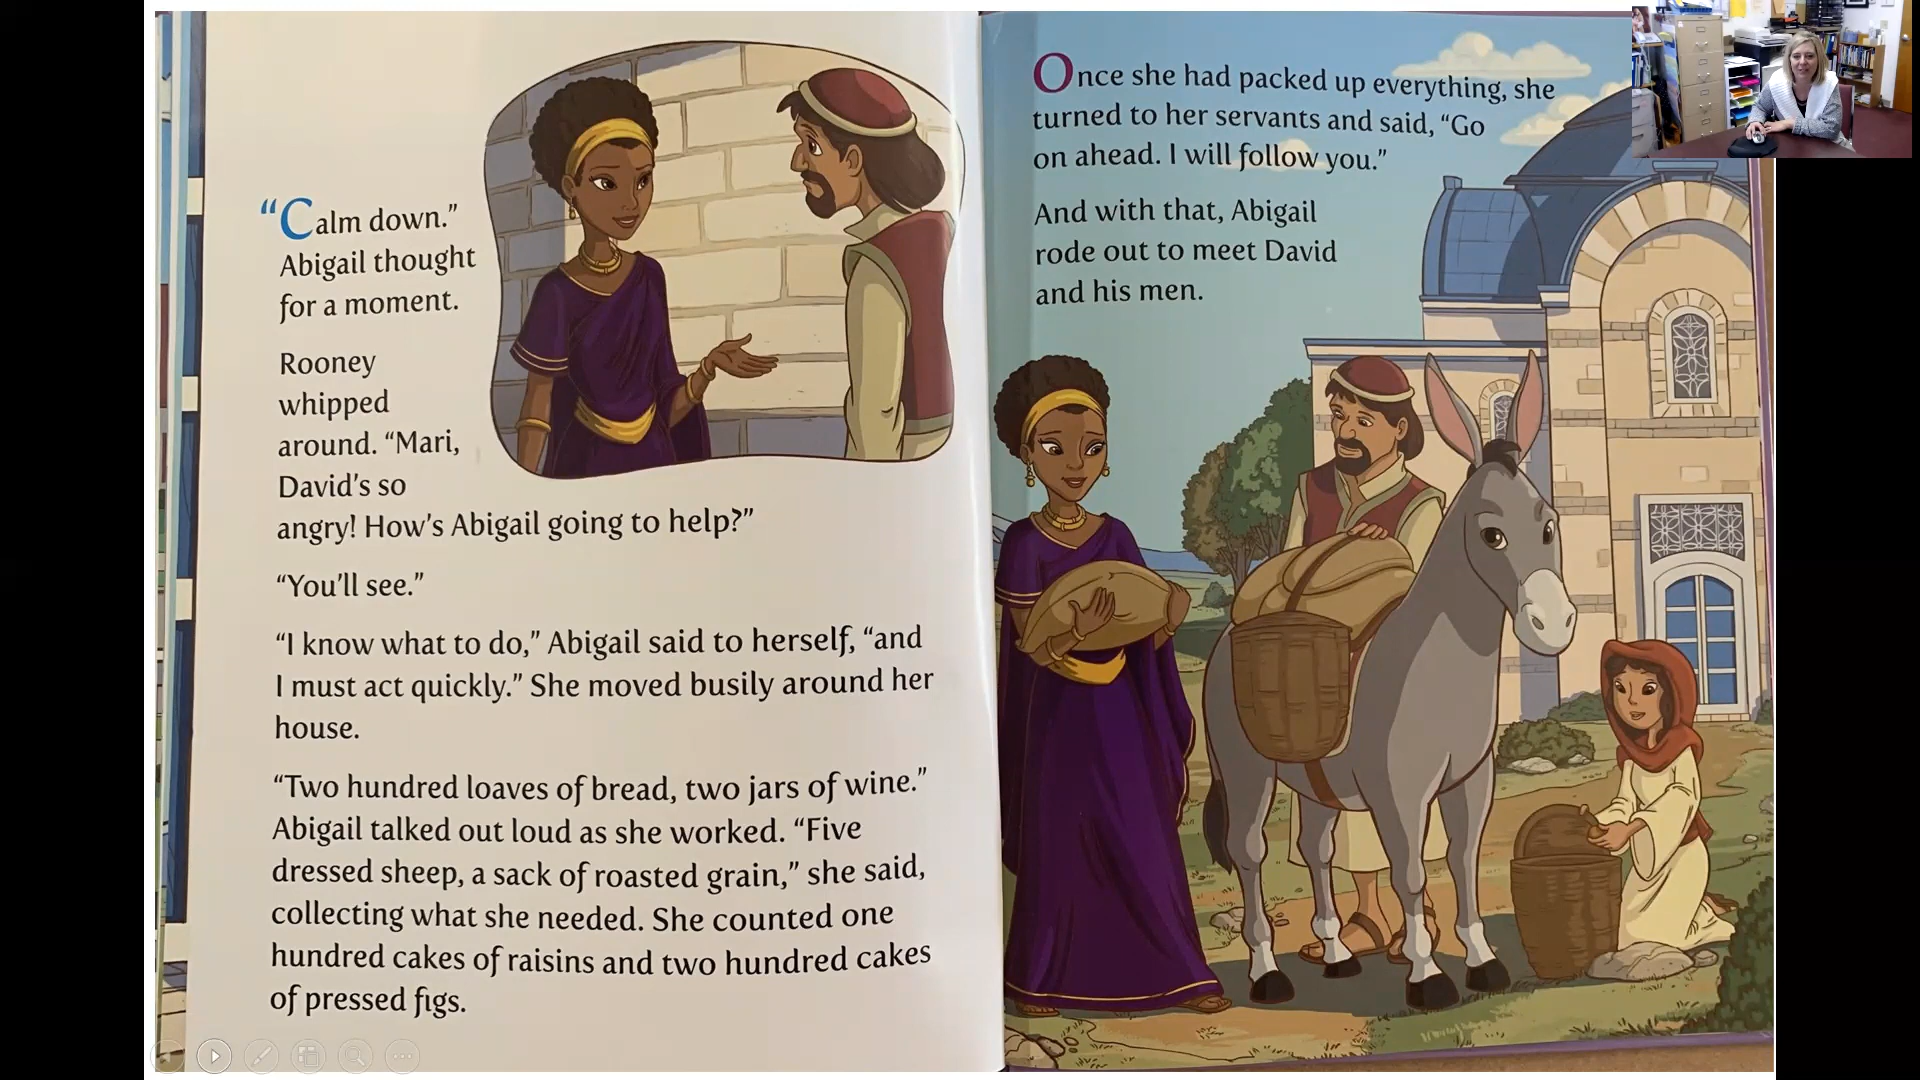 “Calm down.”
Abigail thought
for a moment.
Rooney
whipped
around. “Mari,
David’s so
angry! How’s Abigail going to help?”
“You’ll see.”
“I know what to do,” Abigail said to herself, “and
I must act quickly.” She moved busily around her
house.
“Two hundred loaves of bread, two jars of wine.”
Abigail talked out loud as she worked. “Five
dressed sheep, a sack of roasted grain,” she said,
collecting what she needed. She counted one
hundred cakes of raisins and two hundred cakes
of pressed figs.
Once she had packed up everything, she
turned to her servants and said, “Go
on ahead. I will follow you.”
And with that, Abigail
rode out to meet David
and his men.